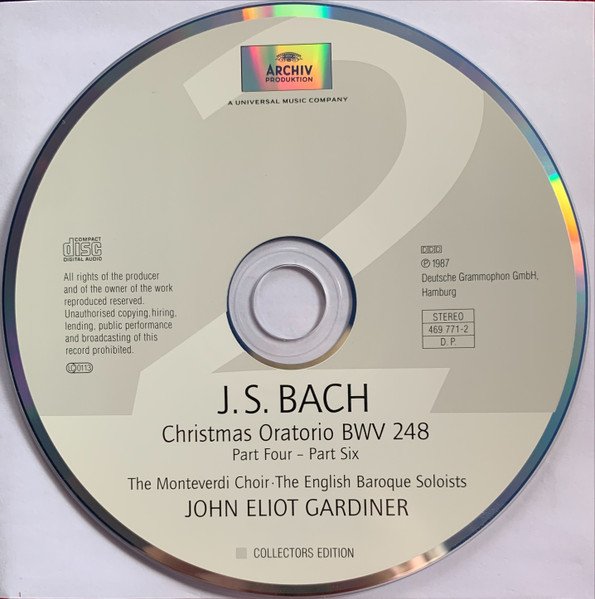 2
ARCHIV
PRODUKTION
A UNIVERSAL MUSIC COMPANY
COMPACT
disc
DIGITAL AUDIO
All rights of the producer
and of the owner of the work
reproduced reserved.
Unauthorised copying, hiring,
lending, public performance
and broadcasting of this
record prohibited.
LC 0113
DDD
℗ 1987
Deutsche Grammophon GmbH,
Hamburg
STEREO
469 771-2
D. P.
J. S. BACH
Christmas Oratorio BWV 248
Part Four – Part Six
The Monteverdi Choir · The English Baroque Soloists
JOHN ELIOT GARDINER
COLLECTORS EDITION